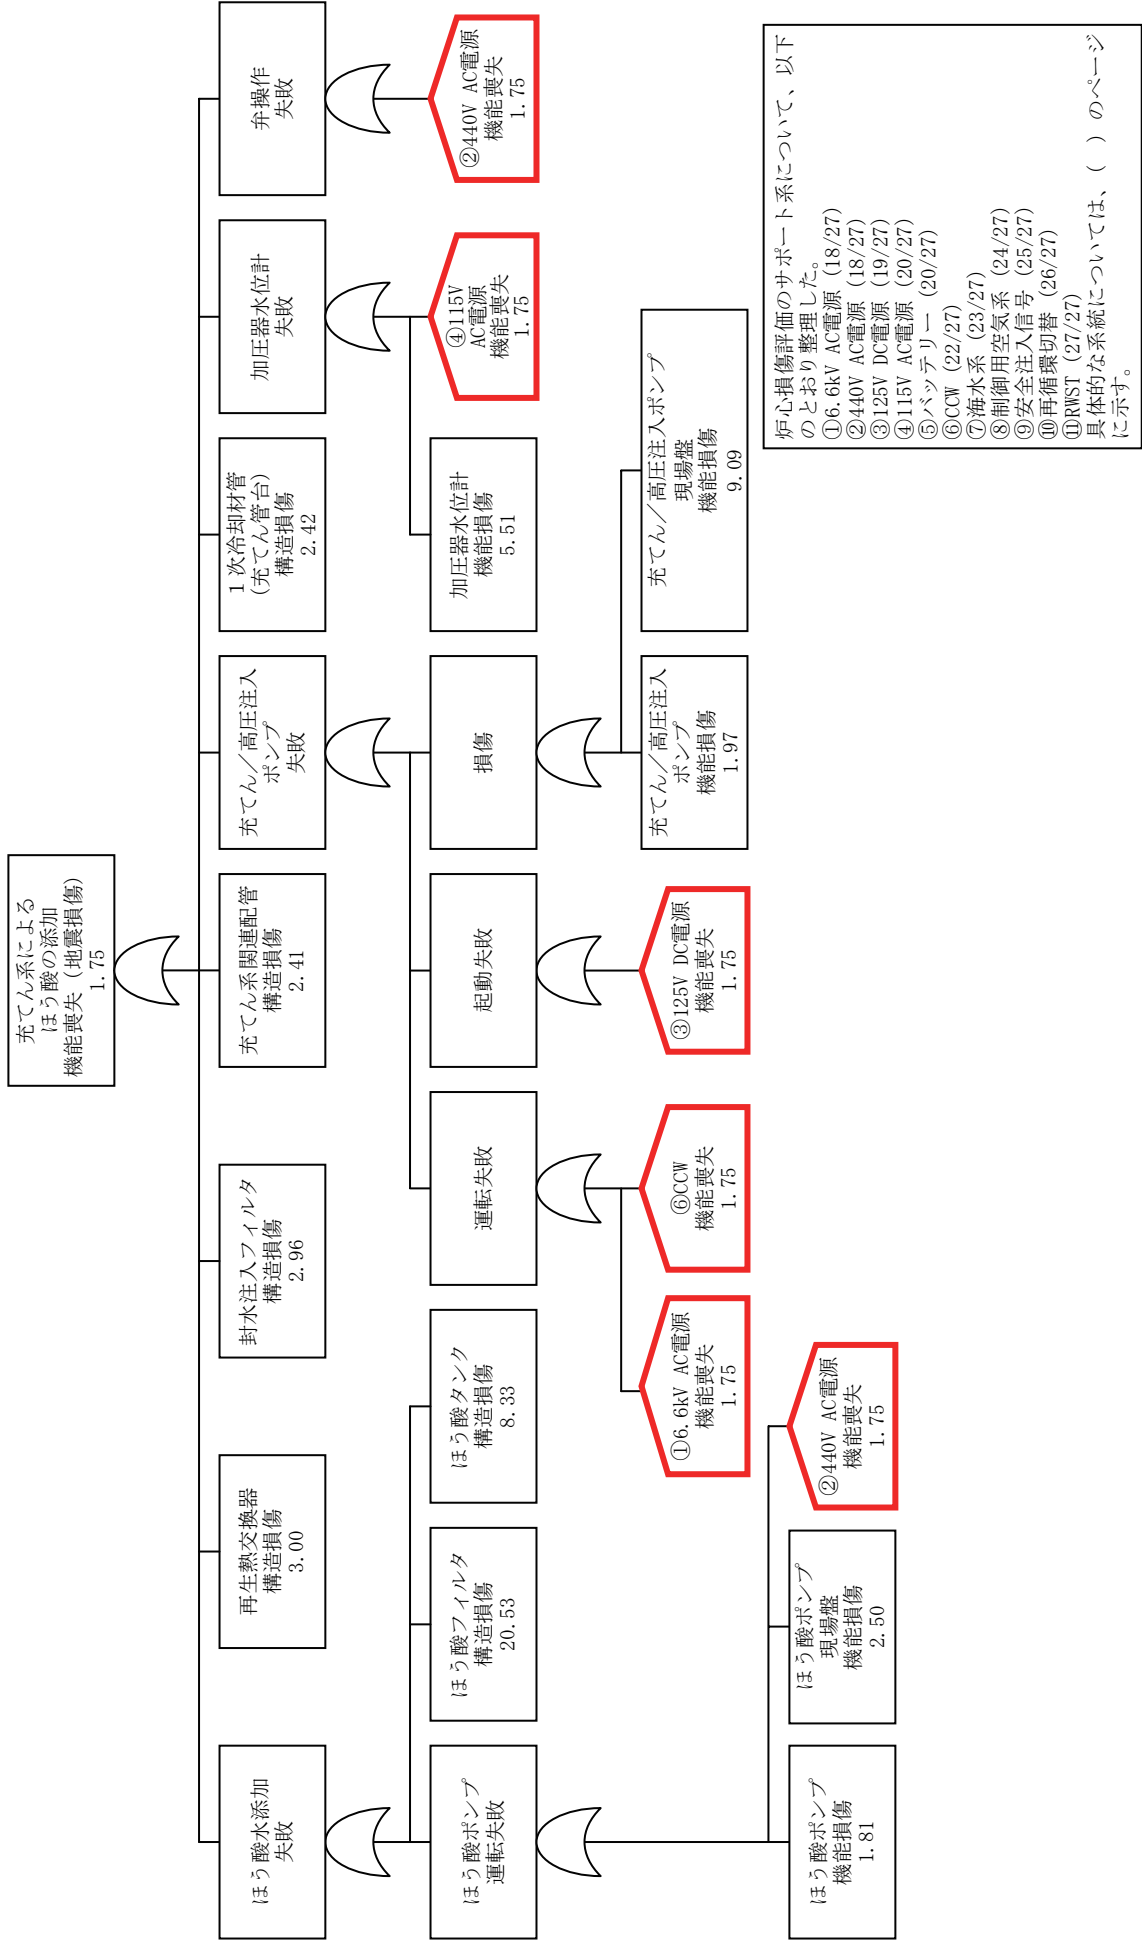 充てん系による
ほう酸の添加
機能喪失（地震損傷）
1.75
ほう酸水添加
失敗
再生熱交換器
構造損傷
3.00
封水注入フィルタ
構造損傷
2.96
充てん系関連配管
構造損傷
2.41
充てん／高圧注入
ポンプ
失敗
1次冷却材管
(充てん管台)
構造損傷
2.42
加圧器水位計
失敗
弁操作
失敗
ほう酸ポンプ
運転失敗
ほう酸フィルタ
構造損傷
20.53
ほう酸タンク
構造損傷
8.33
運転失敗
起動失敗
損傷
加圧器水位計
機能損傷
5.51
④115V
AC電源
機能喪失
1.75
②440V AC電源
機能喪失
1.75
①6.6kV AC電源
機能喪失
1.75
⑥CCW
機能喪失
1.75
③125V DC電源
機能喪失
1.75
充てん／高圧注入
ポンプ
機能損傷
1.97
充てん／高圧注入ポンプ
現場盤
機能損傷
9.09
ほう酸ポンプ
機能損傷
1.81
ほう酸ポンプ
現場盤
機能損傷
2.50
②440V AC電源
機能喪失
1.75
炉心損傷評価のサポート系について、以下
のとおり整理した。
①6.6kV AC電源 (18/27)
②440V AC電源 (18/27)
③125V DC電源 (19/27)
④115V AC電源 (20/27)
⑤バッテリー (20/27)
⑥CCW (22/27)
⑦海水系 (23/27)
⑧制御用空気系 (24/27)
⑨安全注入信号 (25/27)
⑩再循環切替 (26/27)
⑪RWST (27/27)
具体的な系統については、( ) のページ
に示す。